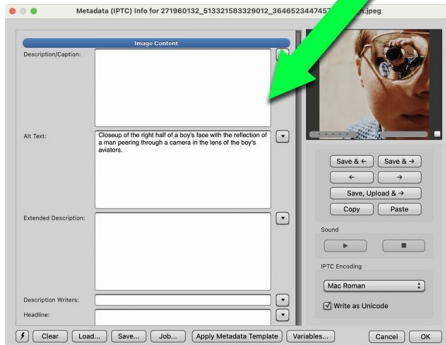 Metadata (IPTC) Info for 271960132_513321583329012_364652344745
.jpeg
Image Content
Description/Caption:
Alt Text:
Closeup of the right half of a boy's face with the reflection of
a man peering through a camera in the lens of the boy's
aviators.
Extended Description:
Description Writers:
Headline:
Save & ←
Save & →
←
→
Save, Upload & →
Copy
Paste
Sound
IPTC Encoding
Mac Roman
Write as Unicode
Clear
Load...
Save...
Job...
Apply Metadata Template
Variables...
Cancel
OK